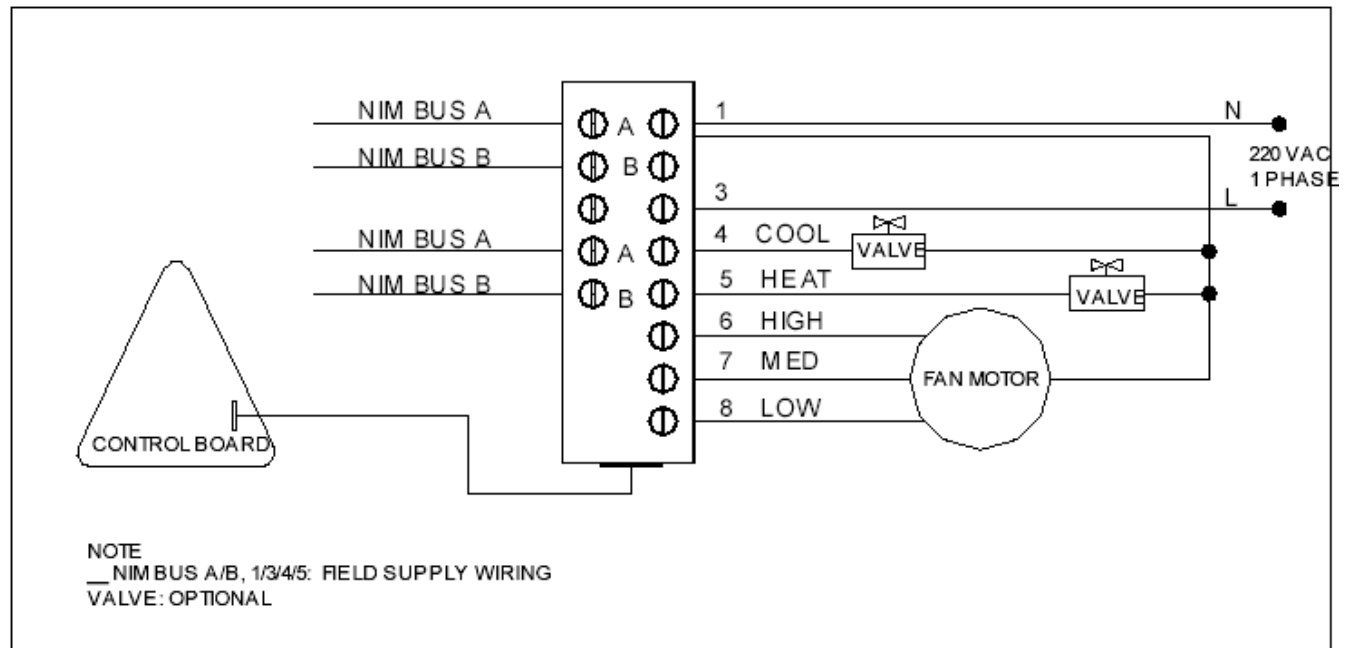 NIM BUS A
A
1
N
NIM BUS B
B
220 VAC
1 PHASE
3
L
NIM BUS A
A
4 COOL
VALVE
NIM BUS B
B
5 HEAT
VALVE
6 HIGH
7 MED
FAN MOTOR
8 LOW
CONTROL BOARD
NOTE
__ NIM BUS A/B, 1/3/4/5: FIELD SUPPLY WIRING
VALVE: OPTIONAL